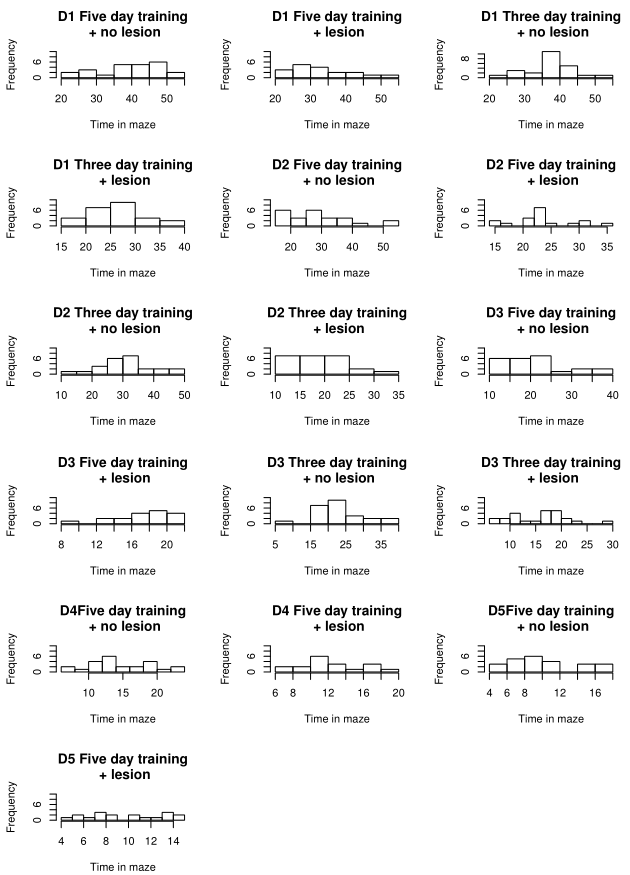 D1 Five day training
+ no lesion
Frequency
0 6
20 30 40 50
Time in maze
D1 Five day training
+ lesion
Frequency
0 6
20 30 40 50
Time in maze
D1 Three day training
+ no lesion
Frequency
0 8
20 30 40 50
Time in maze
D1 Three day training
+ lesion
Frequency
0 6
15 20 25 30 35 40
Time in maze
D2 Five day training
+ no lesion
Frequency
0 6
20 30 40 50
Time in maze
D2 Five day training
+ lesion
Frequency
0 6
15 20 25 30 35
Time in maze
D2 Three day training
+ no lesion
Frequency
0 6
10 20 30 40 50
Time in maze
D2 Three day training
+ lesion
Frequency
0 6
10 15 20 25 30 35
Time in maze
D3 Five day training
+ no lesion
Frequency
0 6
10 20 30 40
Time in maze
D3 Five day training
+ lesion
Frequency
0 6
8 12 16 20
Time in maze
D3 Three day training
+ no lesion
Frequency
0 6
5 15 25 35
Time in maze
D3 Three day training
+ lesion
Frequency
0 6
10 15 20 25 30
Time in maze
D4Five day training
+ no lesion
Frequency
0 6
10 15 20
Time in maze
D4 Five day training
+ lesion
Frequency
0 6
6 8 12 16 20
Time in maze
D5Five day training
+ no lesion
Frequency
0 6
4 6 8 12 16
Time in maze
D5 Five day training
+ lesion
Frequency
0 6
4 6 8 10 12 14
Time in maze